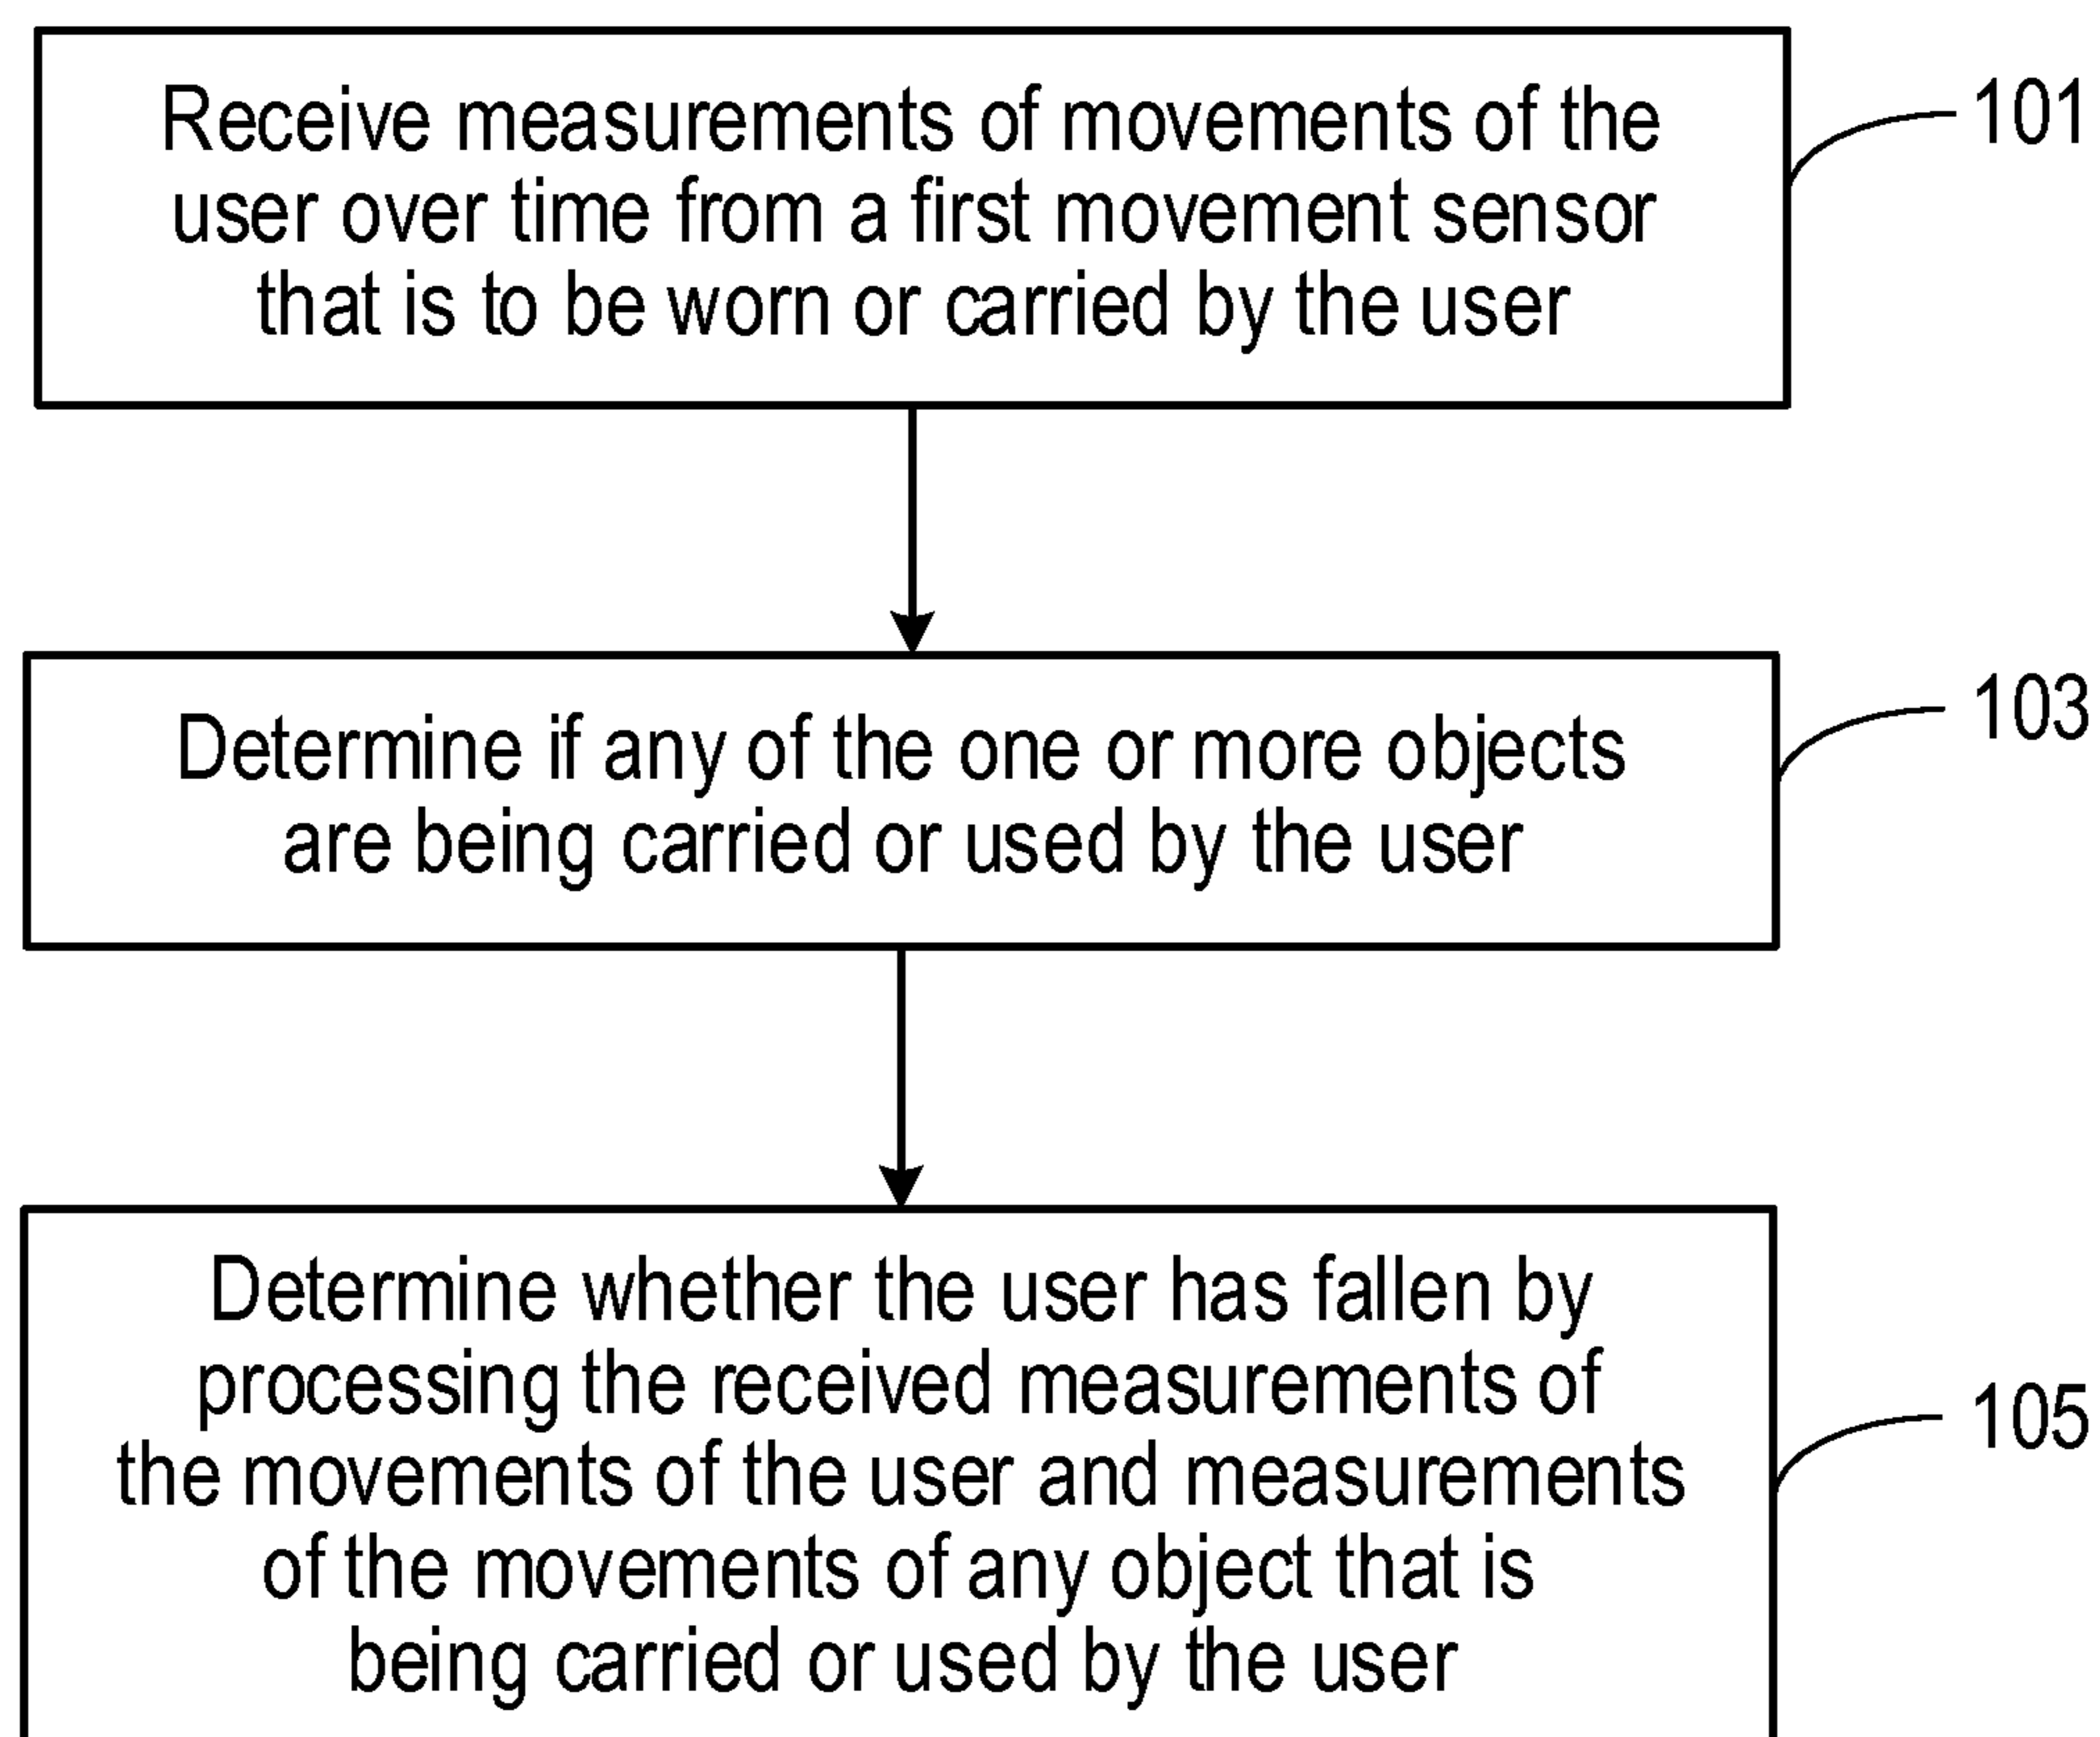 Receive measurements of movements of the
user over time from a first movement sensor
that is to be worn or carried by the user
101
Determine if any of the one or more objects
are being carried or used by the user
103
Determine whether the user has fallen by
processing the received measurements of
the movements of the user and measurements
of the movements of any object that is
being carried or used by the user
105